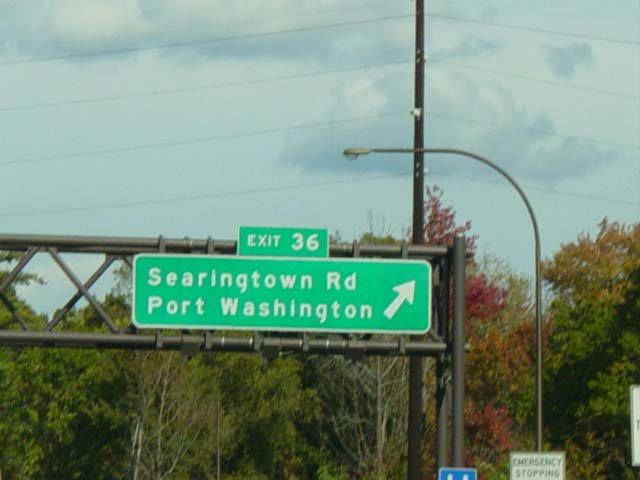 EXIT 36
Searingtown Rd
Port Washington
EMERGENCY
STOPPING